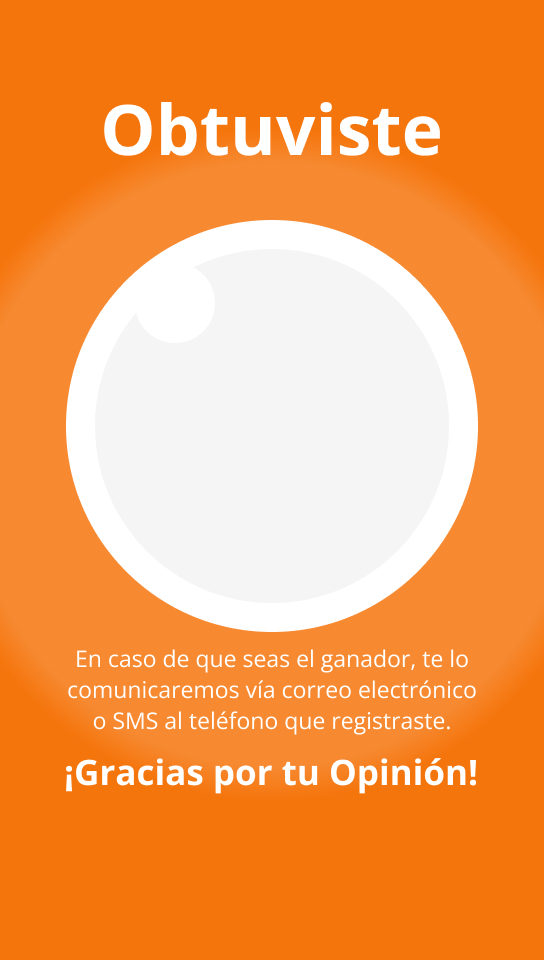 Obtuviste
En caso de que seas el ganador, te lo
comunicaremos vía correo electrónico
o SMS al teléfono que registraste.
¡Gracias por tu Opinión!